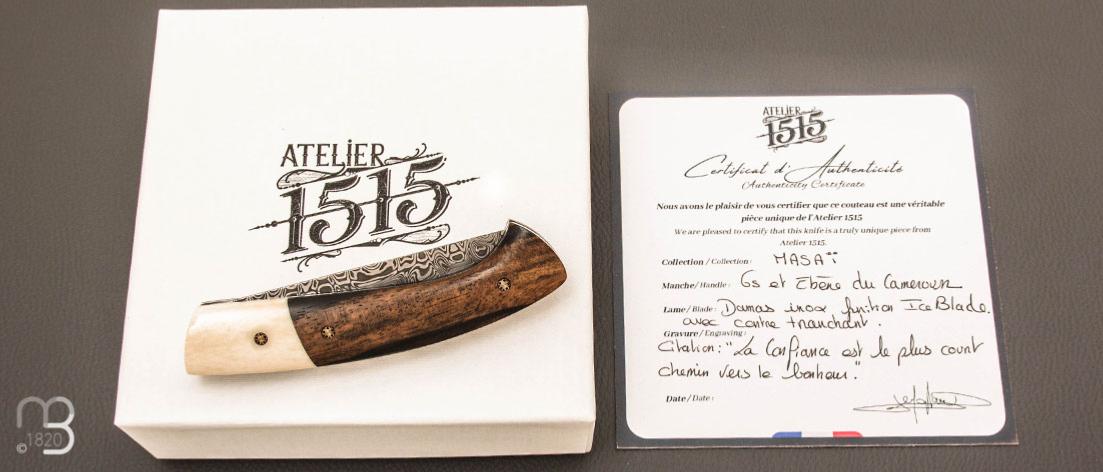 ATELIER
1515
ATELIER
1515
Certificat d'Authenticité
(Authenticity Certificate
Nous avons le plaisir de vous certifier que ce couteau est une véritable
pièce unique de l'Atelier 1515
We are pleased to certify that this knife is a truly unique piece from
Atelier 1515.
Collection / Collection : MASAÏ
Manche / Handle : Os et Ebène du Cameroun
Lame / Blade : Damas inox finition Ice Blade.
avec contre tranchant.
Gravure / Engraving :
Citation: "La Confiance est le plus court
chemin vers le bonheur."
Date / Date :
©1820